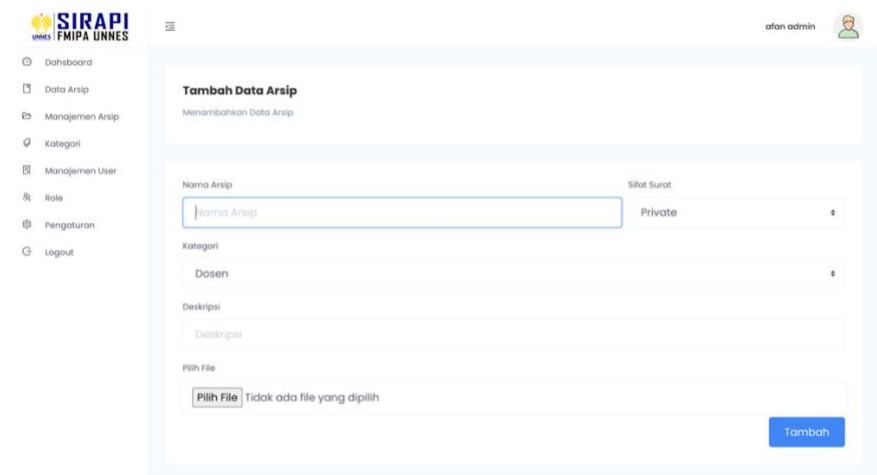 SIRAPI
UNNES FMIPA UNNES
afan admin
Dahsboard
Data Arsip
Manajemen Arsip
Kategori
Manajemen User
Role
Pengaturan
Logout
Tambah Data Arsip
Menambahkan Data Arsip
Nama Arsip
Sifat Surat
Nama Arsip
Private
Kategori
Dosen
Deskripsi
Deskripsi
Pilih File
Pilih File Tidak ada file yang dipilih
Tambah